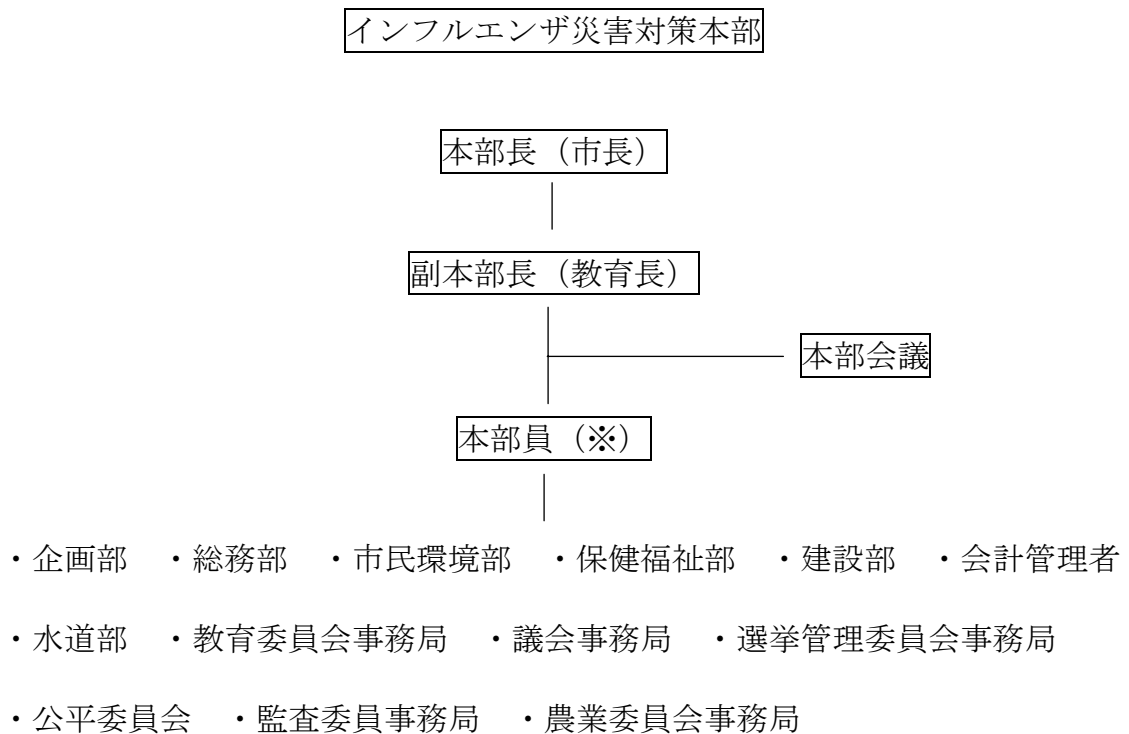 インフルエンザ災害対策本部
本部長（市長）
副本部長（教育長）
本部会議
本部員（※）
・企画部　・総務部　・市民環境部　・保健福祉部　・建設部　・会計管理者
・水道部　・教育委員会事務局　・議会事務局　・選挙管理委員会事務局
・公平委員会　・監査委員事務局　・農業委員会事務局